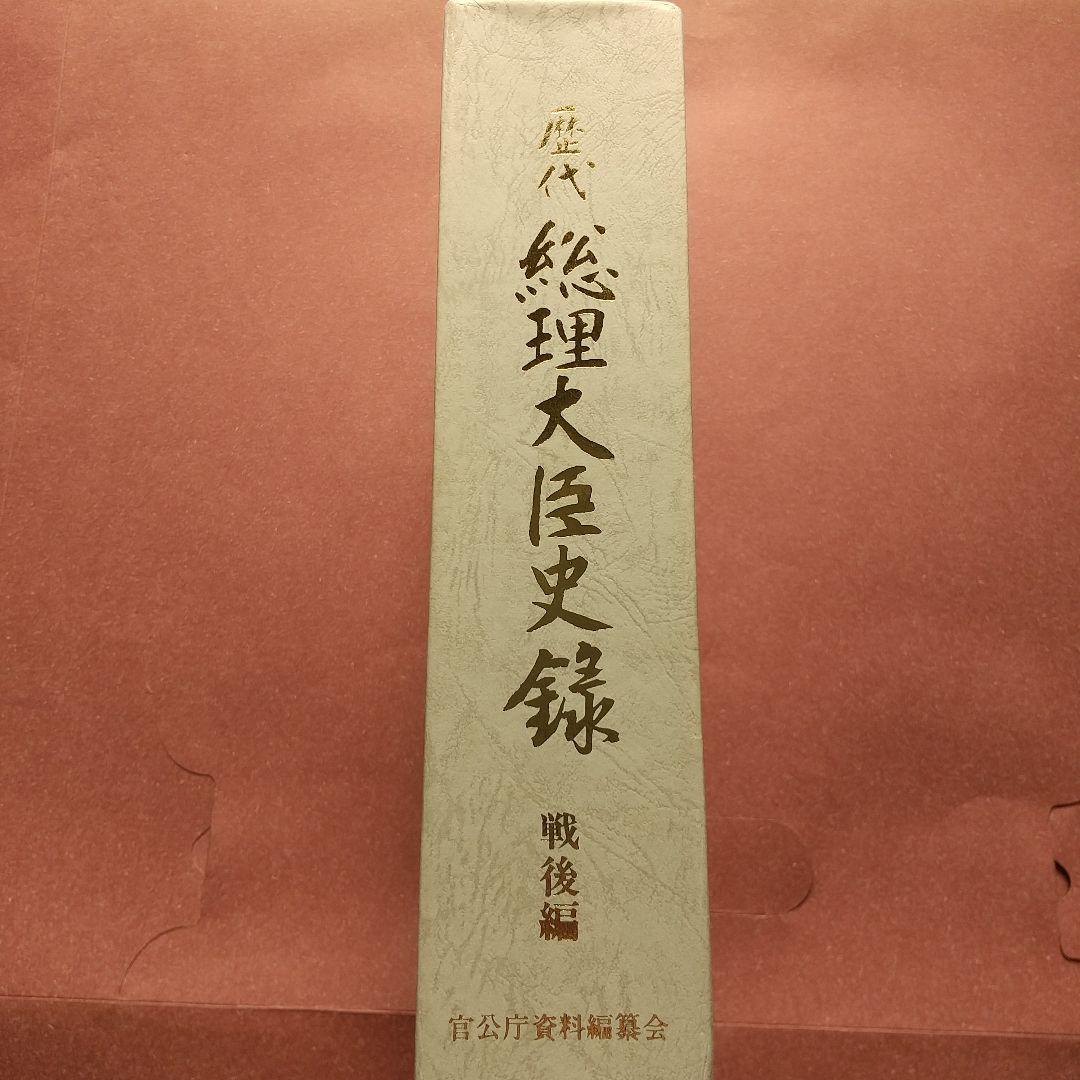 歴代
総理大臣史録
戦後編
官公庁資料編纂会